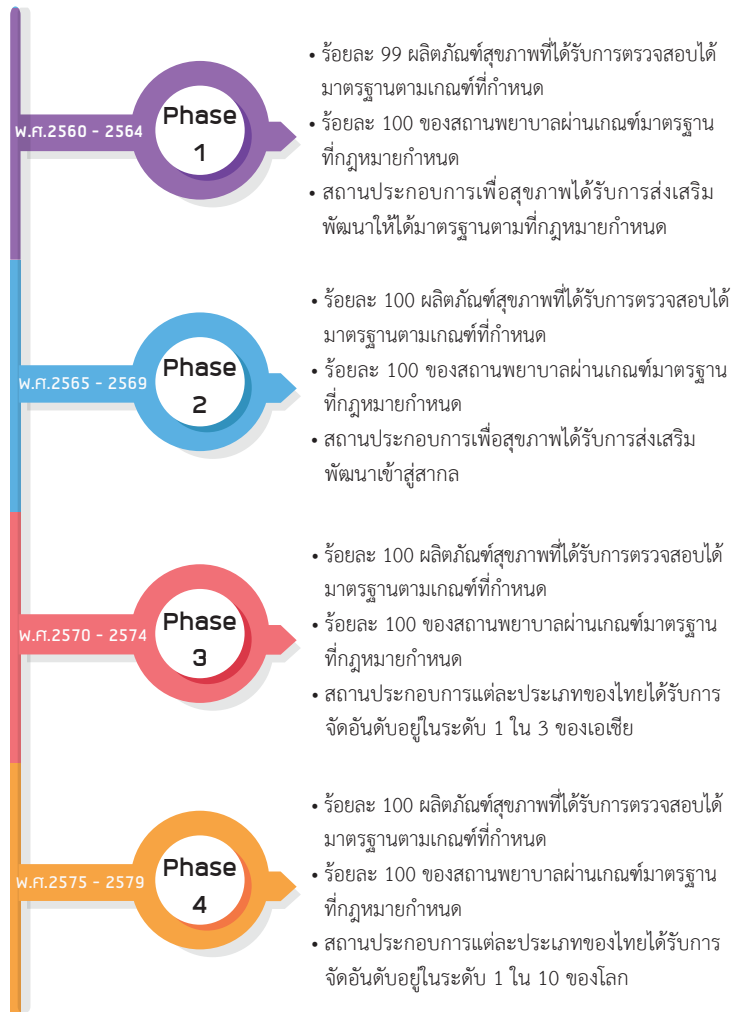 พ.ศ.2560 - 2564
Phase
1
• ร้อยละ 99 ผลิตภัณฑ์สุขภาพที่ได้รับการตรวจสอบได้
มาตรฐานตามเกณฑ์ที่กำหนด
• ร้อยละ 100 ของสถานพยาบาลผ่านเกณฑ์มาตรฐาน
ที่กฎหมายกำหนด
• สถานประกอบการเพื่อสุขภาพได้รับการส่งเสริม
พัฒนาให้ได้มาตรฐานตามที่กฎหมายกำหนด
พ.ศ.2565 - 2569
Phase
2
• ร้อยละ 100 ผลิตภัณฑ์สุขภาพที่ได้รับการตรวจสอบได้
มาตรฐานตามเกณฑ์ที่กำหนด
• ร้อยละ 100 ของสถานพยาบาลผ่านเกณฑ์มาตรฐาน
ที่กฎหมายกำหนด
• สถานประกอบการเพื่อสุขภาพได้รับการส่งเสริม
พัฒนาเข้าสู่สากล
พ.ศ.2570 - 2574
Phase
3
• ร้อยละ 100 ผลิตภัณฑ์สุขภาพที่ได้รับการตรวจสอบได้
มาตรฐานตามเกณฑ์ที่กำหนด
• ร้อยละ 100 ของสถานพยาบาลผ่านเกณฑ์มาตรฐาน
ที่กฎหมายกำหนด
• สถานประกอบการแต่ละประเภทของไทยได้รับการ
จัดอันดับอยู่ในระดับ 1 ใน 3 ของเอเชีย
พ.ศ.2575 - 2579
Phase
4
• ร้อยละ 100 ผลิตภัณฑ์สุขภาพที่ได้รับการตรวจสอบได้
มาตรฐานตามเกณฑ์ที่กำหนด
• ร้อยละ 100 ของสถานพยาบาลผ่านเกณฑ์มาตรฐาน
ที่กฎหมายกำหนด
• สถานประกอบการแต่ละประเภทของไทยได้รับการ
จัดอันดับอยู่ในระดับ 1 ใน 10 ของโลก